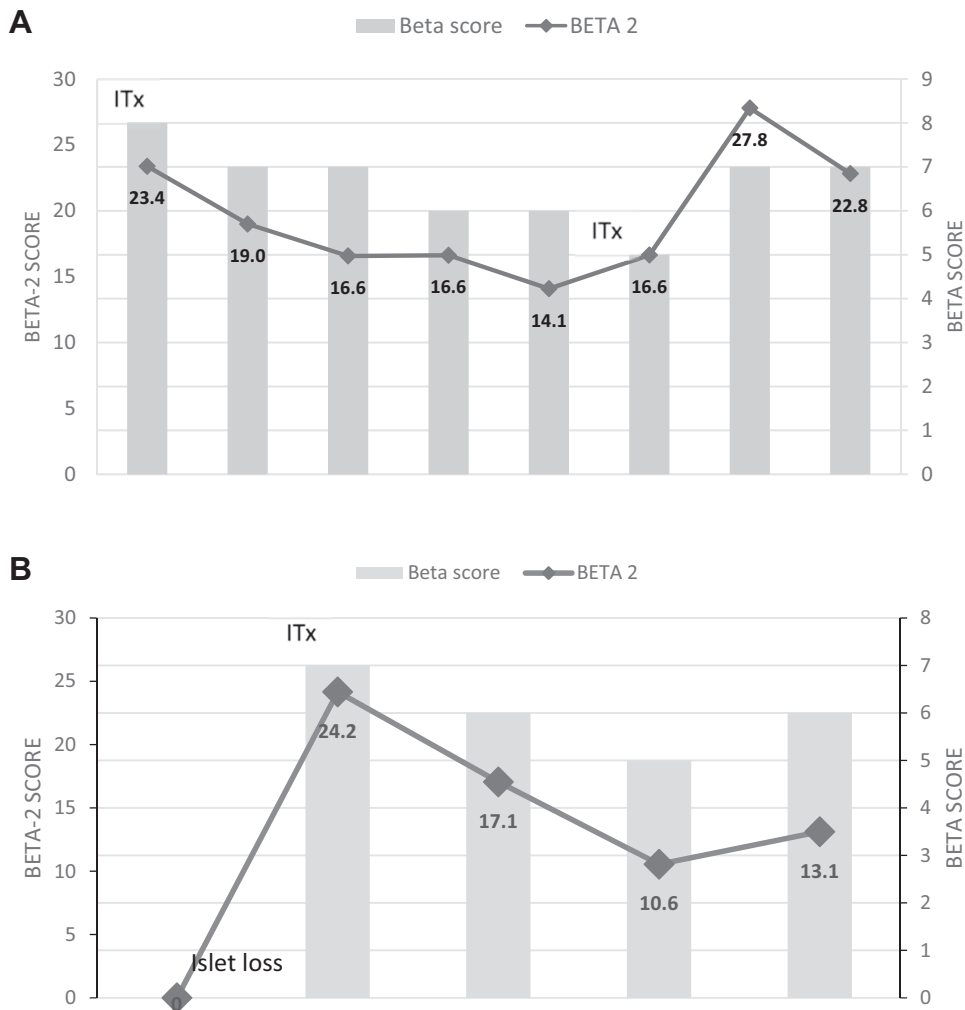 A
Beta score BETA 2
30 9
ITx
8
25
27.8
7
23.4
22.8
20 6
ITx
19.0
5
16.6 16.6 16.6
15
4
14.1
10 3
2
5
1
0 0
BETA-2 SCORE
BETA SCORE
B
Beta score BETA 2
30 8
ITx
7
25
6
24.2
20
5
15 4
17.1
3
13.1
10
10.6
2
5
1
Islet loss
0 0 0
BETA-2 SCORE
BETA SCORE